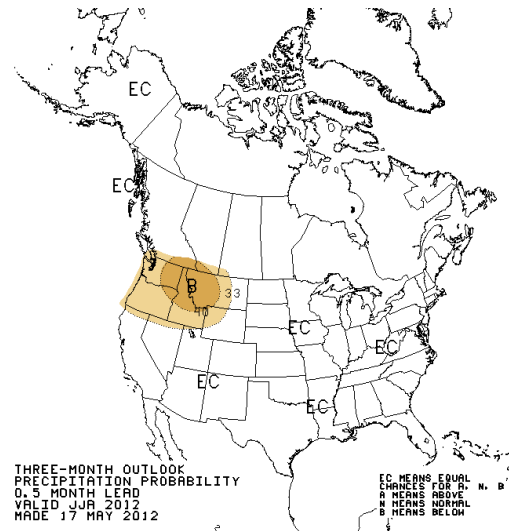 EC
EC
B
33
40
EC
EC
EC
EC
THREE-MONTH OUTLOOK
PRECIPITATION PROBABILITY
0.5 MONTH LEAD
VALID JJA 2012
MADE 17 MAY 2012
EC MEANS EQUAL
CHANCES FOR A, N, B
A MEANS ABOVE
N MEANS NORMAL
B MEANS BELOW